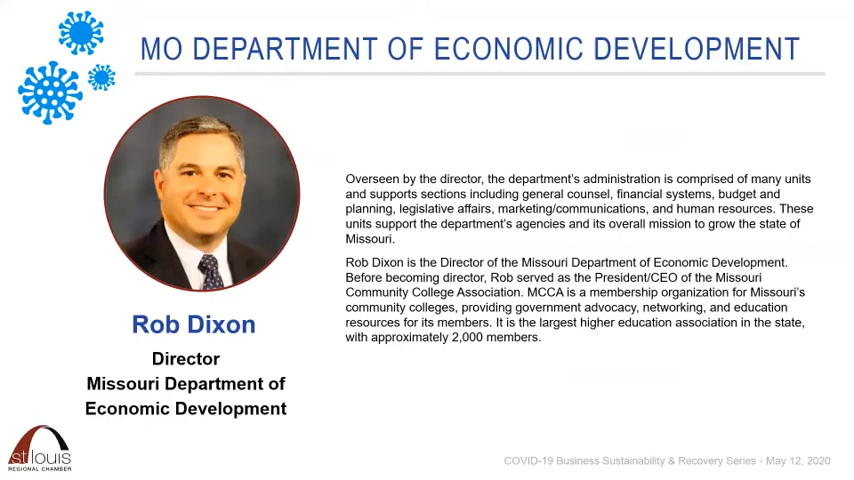 MO DEPARTMENT OF ECONOMIC DEVELOPMENT
Overseen by the director, the department's administration is comprised of many units
and supports sections including general counsel, financial systems, budget and
planning, legislative affairs, marketing/communications, and human resources. These
units support the department's agencies and its overall mission to grow the state of
Missouri.
Rob Dixon is the Director of the Missouri Department of Economic Development.
Before becoming director, Rob served as the President/CEO of the Missouri
Community College Association. MCCA is a membership organization for Missouri's
community colleges, providing government advocacy, networking, and education
resources for its members. It is the largest higher education association in the state,
with approximately 2,000 members.
Rob Dixon
Director
Missouri Department of
Economic Development
st louis
REGIONAL CHAMBER
COVID-19 Business Sustainability & Recovery Series - May 12, 2020